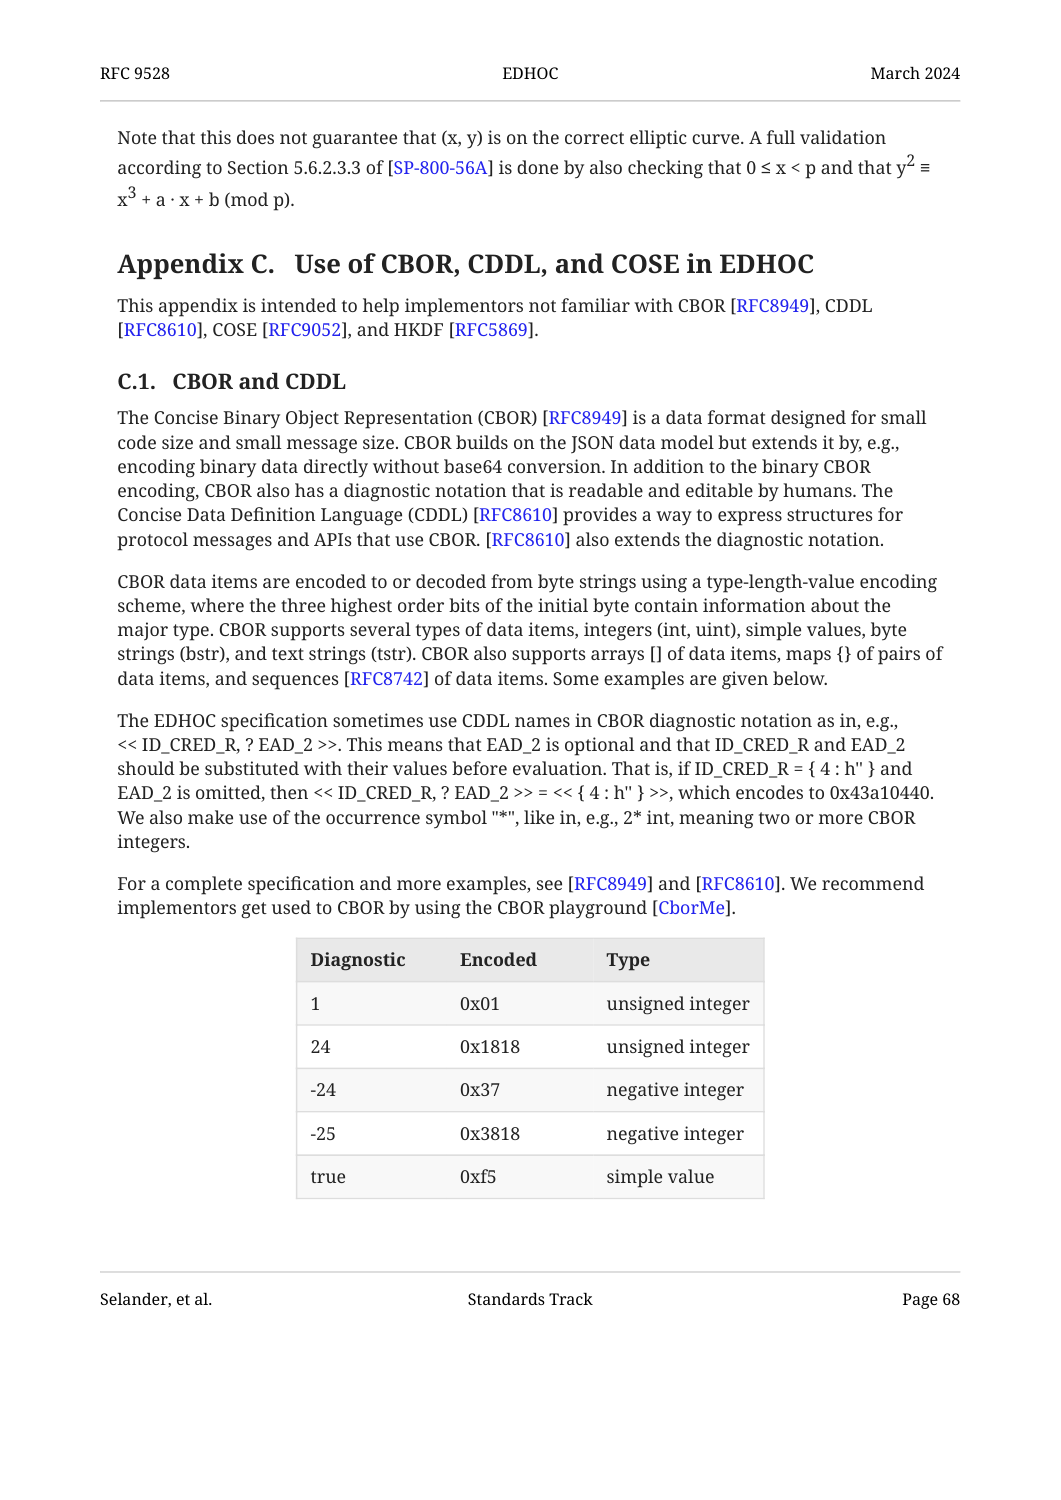 RFC 9528 EDHOC March 2024
Note that this does not guarantee that (x, y) is on the correct elliptic curve. A full validation
according to Section 5.6.2.3.3 of [SP-800-56A] is done by also checking that 0 ≤ x < p and that y² ≡
x³ + a · x + b (mod p).
Appendix C. Use of CBOR, CDDL, and COSE in EDHOC
This appendix is intended to help implementors not familiar with CBOR [RFC8949], CDDL
[RFC8610], COSE [RFC9052], and HKDF [RFC5869].
C.1. CBOR and CDDL
The Concise Binary Object Representation (CBOR) [RFC8949] is a data format designed for small
code size and small message size. CBOR builds on the JSON data model but extends it by, e.g.,
encoding binary data directly without base64 conversion. In addition to the binary CBOR
encoding, CBOR also has a diagnostic notation that is readable and editable by humans. The
Concise Data Definition Language (CDDL) [RFC8610] provides a way to express structures for
protocol messages and APIs that use CBOR. [RFC8610] also extends the diagnostic notation.
CBOR data items are encoded to or decoded from byte strings using a type-length-value encoding
scheme, where the three highest order bits of the initial byte contain information about the
major type. CBOR supports several types of data items, integers (int, uint), simple values, byte
strings (bstr), and text strings (tstr). CBOR also supports arrays [] of data items, maps {} of pairs of
data items, and sequences [RFC8742] of data items. Some examples are given below.
The EDHOC specification sometimes use CDDL names in CBOR diagnostic notation as in, e.g.,
<< ID_CRED_R, ? EAD_2 >>. This means that EAD_2 is optional and that ID_CRED_R and EAD_2
should be substituted with their values before evaluation. That is, if ID_CRED_R = { 4 : h'' } and
EAD_2 is omitted, then << ID_CRED_R, ? EAD_2 >> = << { 4 : h'' } >>, which encodes to 0x43a10440.
We also make use of the occurrence symbol "*", like in, e.g., 2* int, meaning two or more CBOR
integers.
For a complete specification and more examples, see [RFC8949] and [RFC8610]. We recommend
implementors get used to CBOR by using the CBOR playground [CborMe].
Diagnostic Encoded Type
1 0x01 unsigned integer
24 0x1818 unsigned integer
-24 0x37 negative integer
-25 0x3818 negative integer
true 0xf5 simple value
Selander, et al. Standards Track Page 68